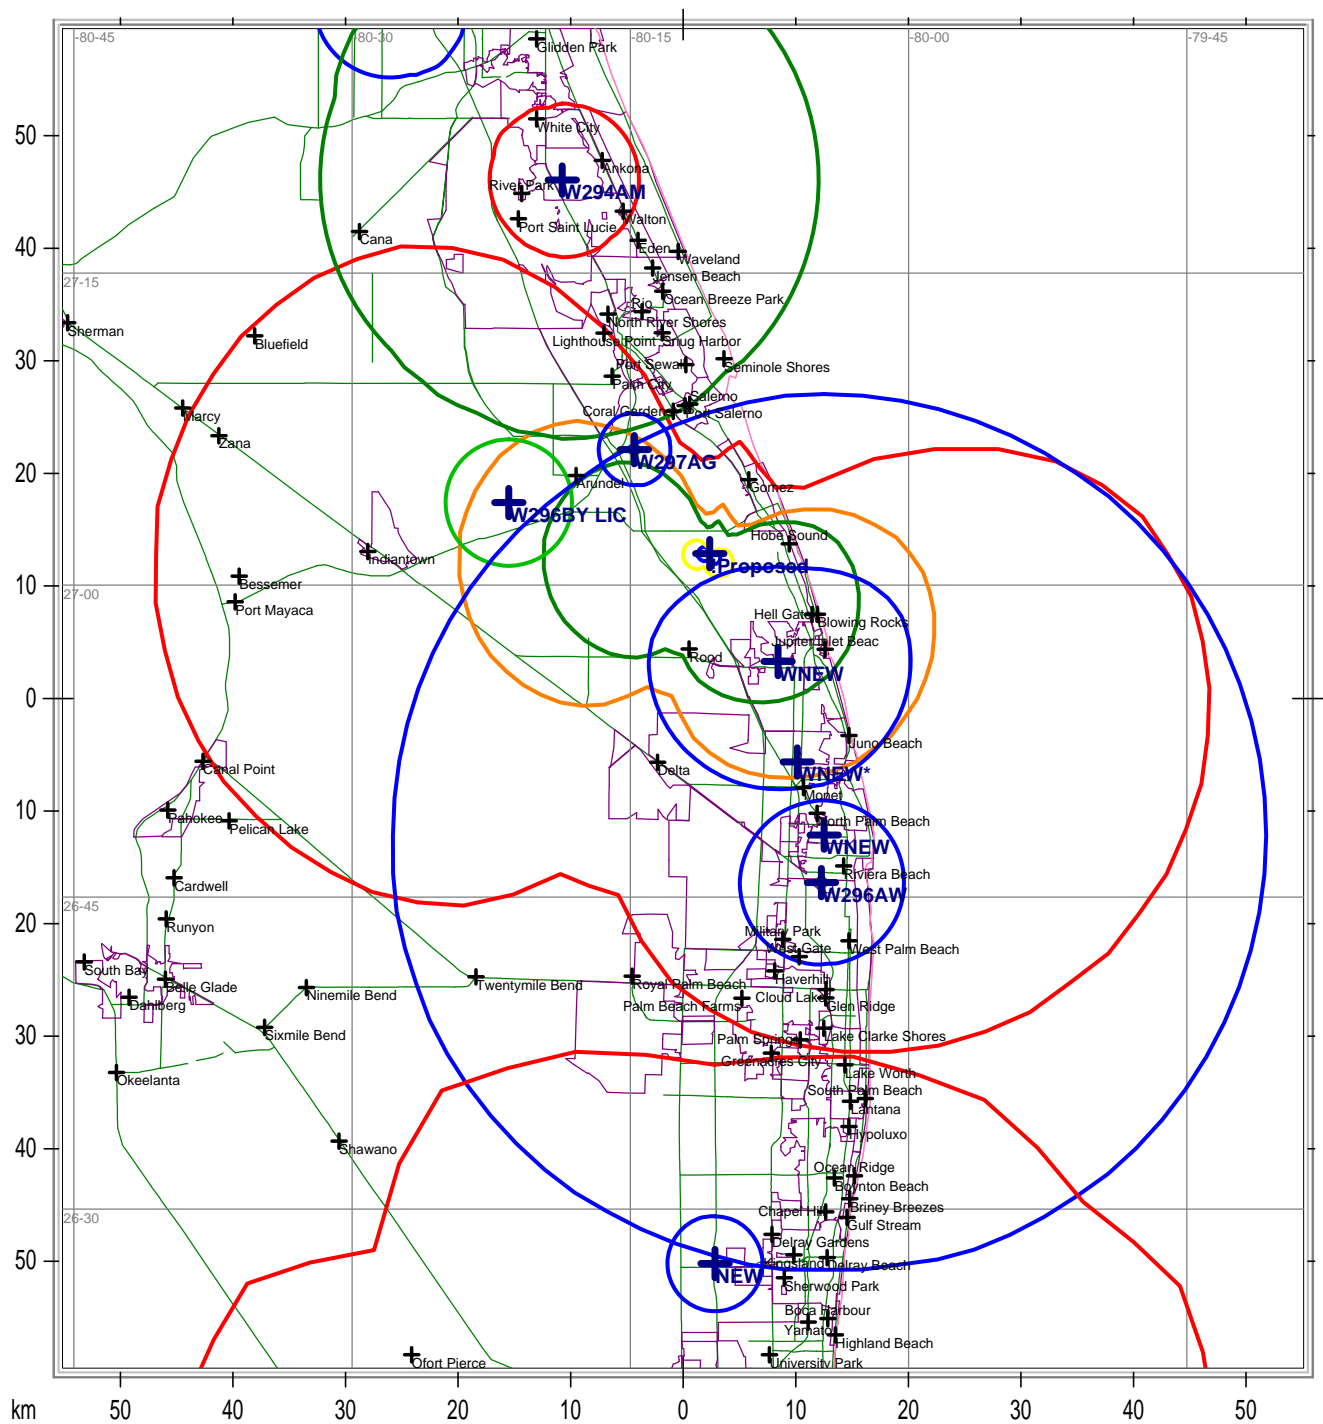 -80-45
-80-30
-80-15
-80-00
-79-45
Glidden Park
50
White City
Ankona
River Park
W294AM
Port Saint Lucie
Walton
Cana
Eden
40
Waveland
Jensen Beach
27-15
Ocean Breeze Park
Rio
North River Shores
Sherman
Bluefield
Lighthouse Point
Snug Harbor
30
Port Sewall
Seminole Shores
Palm City
Salerno
Marcy
Coral Gardens
Port Salerno
Zana
W297AG
20
Arundel
Gomez
W296BY LIC
Hobe Sound
Indiantown
!Proposed
10
Bessemer
27-00
Port Mayaca
Hell Gate
Blowing Rocks
Jupiter Inlet Beac
Rood
WNEW
0
Juno Beach
Canal Point
Delta
WNEW*
Monet
10
Pahokee
Pelican Lake
North Palm Beach
WNEW
Riviera Beach
Cardwell
W296AW
26-45
20
Runyon
Military Park
West Gate
West Palm Beach
South Bay
Belle Glade
Twentymile Bend
Royal Palm Beach
Haverhill
Ninemile Bend
Cloud Lake
Dahlberg
Palm Beach Farms
Glen Ridge
30
Sixmile Bend
Palm Springs
Lake Clarke Shores
Greenacres City
Okeelanta
Lake Worth
South Palm Beach
Lantana
Hypoluxo
40
Shawano
Ocean Ridge
Boynton Beach
Briney Breezes
26-30
Chapel Hill
Gulf Stream
Delray Gardens
50
Kingsland
Delray Beach
NEW
Sherwood Park
Boca Harbour
Yamato
Highland Beach
Ofort Pierce
University Park
km
50
40
30
20
10
0
10
20
30
40
50